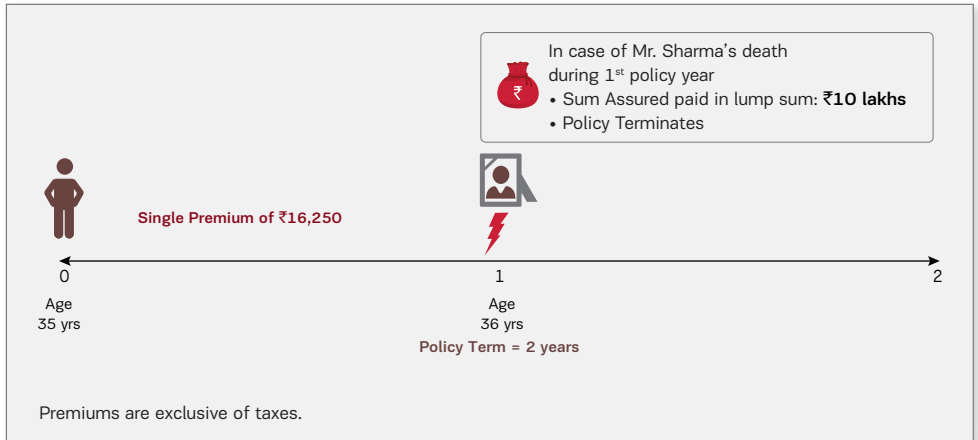 In case of Mr. Sharma’s death
during 1st policy year
• Sum Assured paid in lump sum: ₹10 lakhs
• Policy Terminates
₹
Single Premium of ₹16,250
0
1
2
Age
35 yrs
Age
36 yrs
Policy Term = 2 years
Premiums are exclusive of taxes.